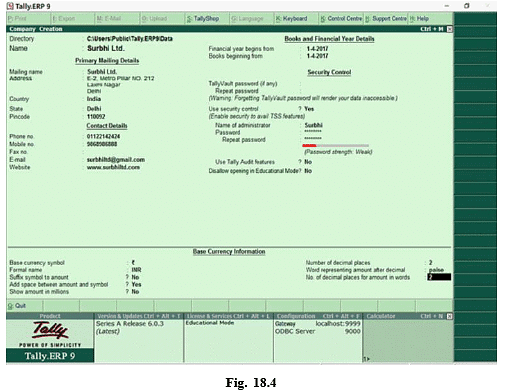 Tally.ERP 9
P: Print E: Export M: E-Mail O: Upload S: TallyShop G: Language K: Keyboard K: Control Centre S: Support Centre H: Help
Company Creation Ctrl + M
Directory : C:\Users\Public\Tally.ERP9\Data
Name : Surbhi Ltd.
Primary Mailing Details
Mailing name : Surbhi Ltd.
Address : E-2, Metro Pillar NO. 212
Laxmi Nagar
Delhi
Country : India
State : Delhi
Pincode : 110092
Contact Details
Phone no. : 01122142424
Mobile no. : 9868986868
Fax no. :
E-mail : surbhiltd@gmail.com
Website : www.surbhiltd.com
Books and Financial Year Details
Financial year begins from : 1-4-2017
Books beginning from : 1-4-2017
Security Control
TallyVault password (if any) :
Repeat password :
(Warning: Forgetting TallyVault password will render your data inaccessible.)
Use security control ? Yes
(Enable security to avail TSS features)
Name of administrator : Surbhi
Password : ********
Repeat password : ********
(Password strength: Weak)
Use Tally Audit features ? No
Disallow opening in Educational Mode? No
Base Currency Information
Base currency symbol : ₹
Formal name : INR
Suffix symbol to amount ? No
Add space between amount and symbol ? Yes
Show amount in millions ? No
Number of decimal places : 2
Word representing amount after decimal : paise
No. of decimal places for amount in words : 2
Q: Quit
Product
Tally
POWER OF SIMPLICITY
Tally.ERP 9
Version & Updates Ctrl + Alt + T
Series A Release 6.0.3
(Latest)
License & Services Ctrl + Alt + L
Educational Mode
Configuration Ctrl + Alt + F
Gateway localhost:9999
ODBC Server 9000
Calculator Ctrl + N
1>
Fig. 18.4